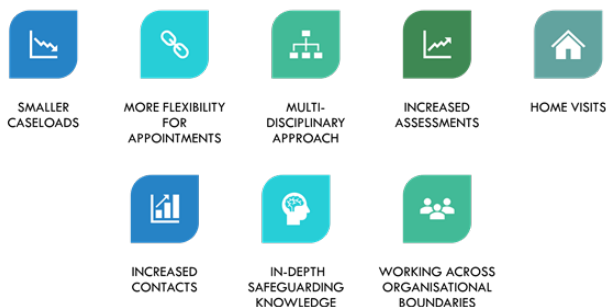 SMALLER
CASELOADS
MORE FLEXIBILITY
FOR
APPOINTMENTS
MULTI-
DISCIPLINARY
APPROACH
INCREASED
ASSESSMENTS
HOME VISITS
INCREASED
CONTACTS
IN-DEPTH
SAFEGUARDING
KNOWLEDGE
WORKING ACROSS
ORGANISATIONAL
BOUNDARIES